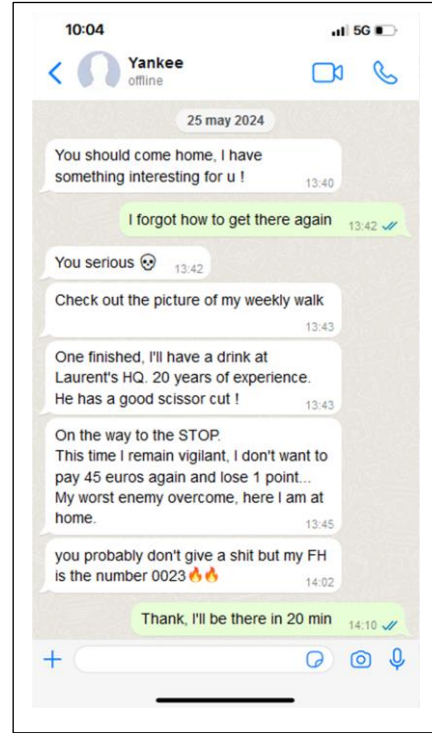 10:04
5G
Yankee
offline
25 may 2024
You should come home, I have
something interesting for u !
13:40
I forgot how to get there again
13:42
You serious 💀
13:42
Check out the picture of my weekly walk
13:43
One finished, I'll have a drink at
Laurent's HQ. 20 years of experience.
He has a good scissor cut !
13:43
On the way to the STOP.
This time I remain vigilant, I don't want to
pay 45 euros again and lose 1 point...
My worst enemy overcome, here I am at
home.
13:45
you probably don't give a shit but my FH
is the number 0023🔥🔥
14:02
Thank, I'll be there in 20 min
14:10